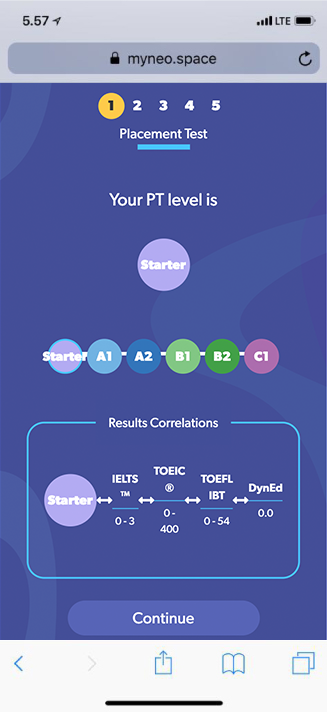 5.57
LTE
myneo.space
1 2 3 4 5
Placement Test
Your PT level is
Starter
Starter A1 A2 B1 B2 C1
Results Correlations
Starter
IELTS
™
0 - 3
TOEIC
®
0 -
400
TOEFL
IBT
0 - 54
DynEd
0.0
Continue